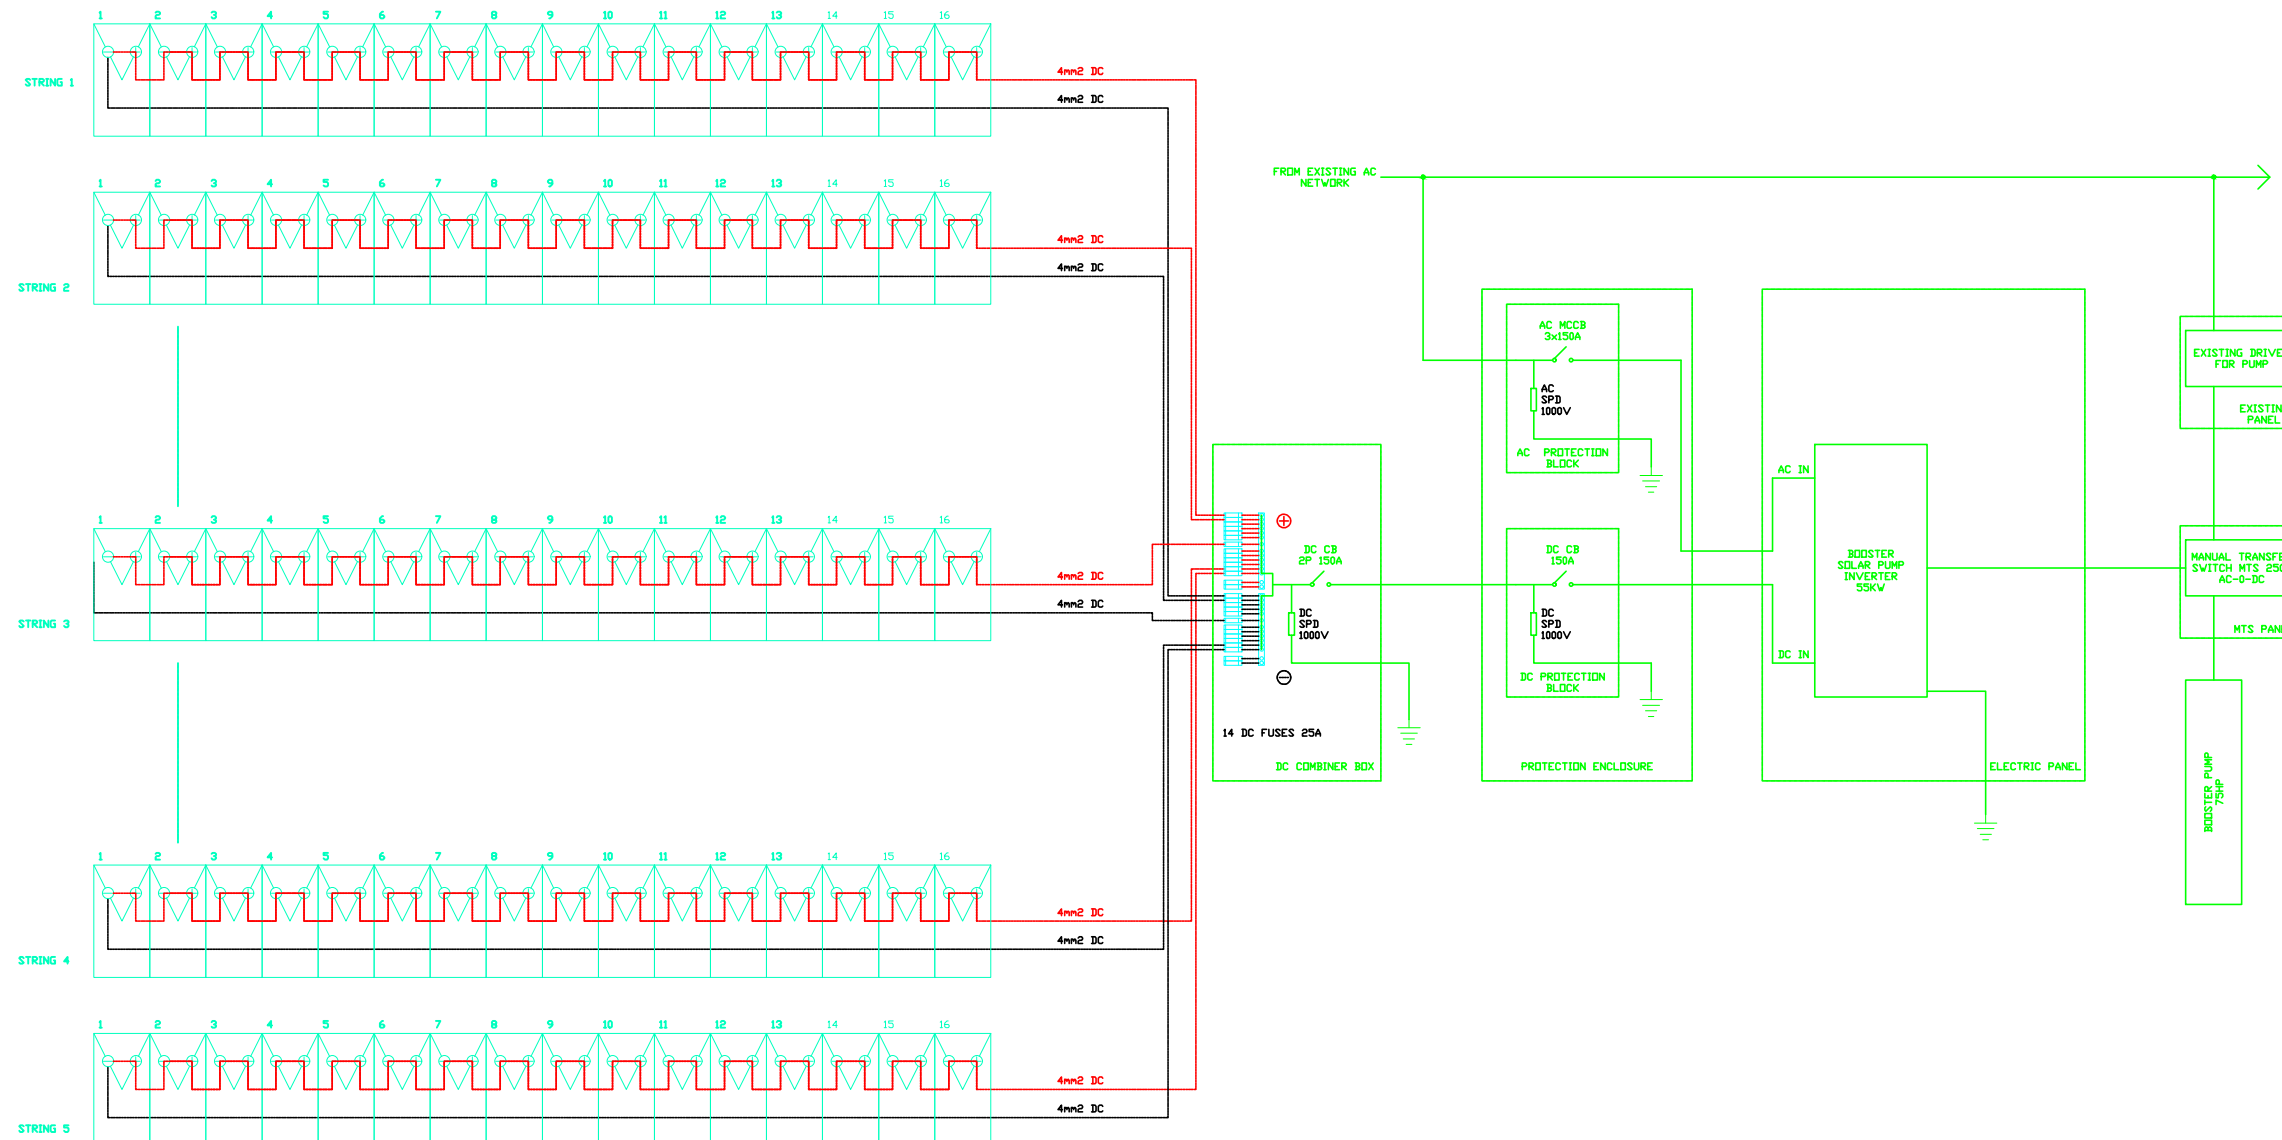 1 2 3 4 5 6 7 8 9 10 11 12 13 14 15 16
STRING 1
4mm2 DC
4mm2 DC
1 2 3 4 5 6 7 8 9 10 11 12 13 14 15 16
STRING 2
4mm2 DC
4mm2 DC
1 2 3 4 5 6 7 8 9 10 11 12 13 14 15 16
STRING 3
4mm2 DC
4mm2 DC
1 2 3 4 5 6 7 8 9 10 11 12 13 14 15 16
STRING 4
4mm2 DC
4mm2 DC
1 2 3 4 5 6 7 8 9 10 11 12 13 14 15 16
STRING 5
4mm2 DC
4mm2 DC
FROM EXISTING AC
NETWORK
DC CB
2P 150A
DC
SPD
1000V
14 DC FUSES 25A
DC COMBINER BOX
AC MCCB
3x150A
AC
SPD
1000V
AC PROTECTION
BLOCK
DC CB
150A
DC
SPD
1000V
DC PROTECTION
BLOCK
PROTECTION ENCLOSURE
AC IN
DC IN
BOOSTER
SOLAR PUMP
INVERTER
55KW
ELECTRIC PANEL
EXISTING DRIVE
FOR PUMP
EXISTIN
PANEL
MANUAL TRANSFE
SWITCH MTS 250
AC-0-DC
MTS PAN
BOOSTER PUMP
75HP